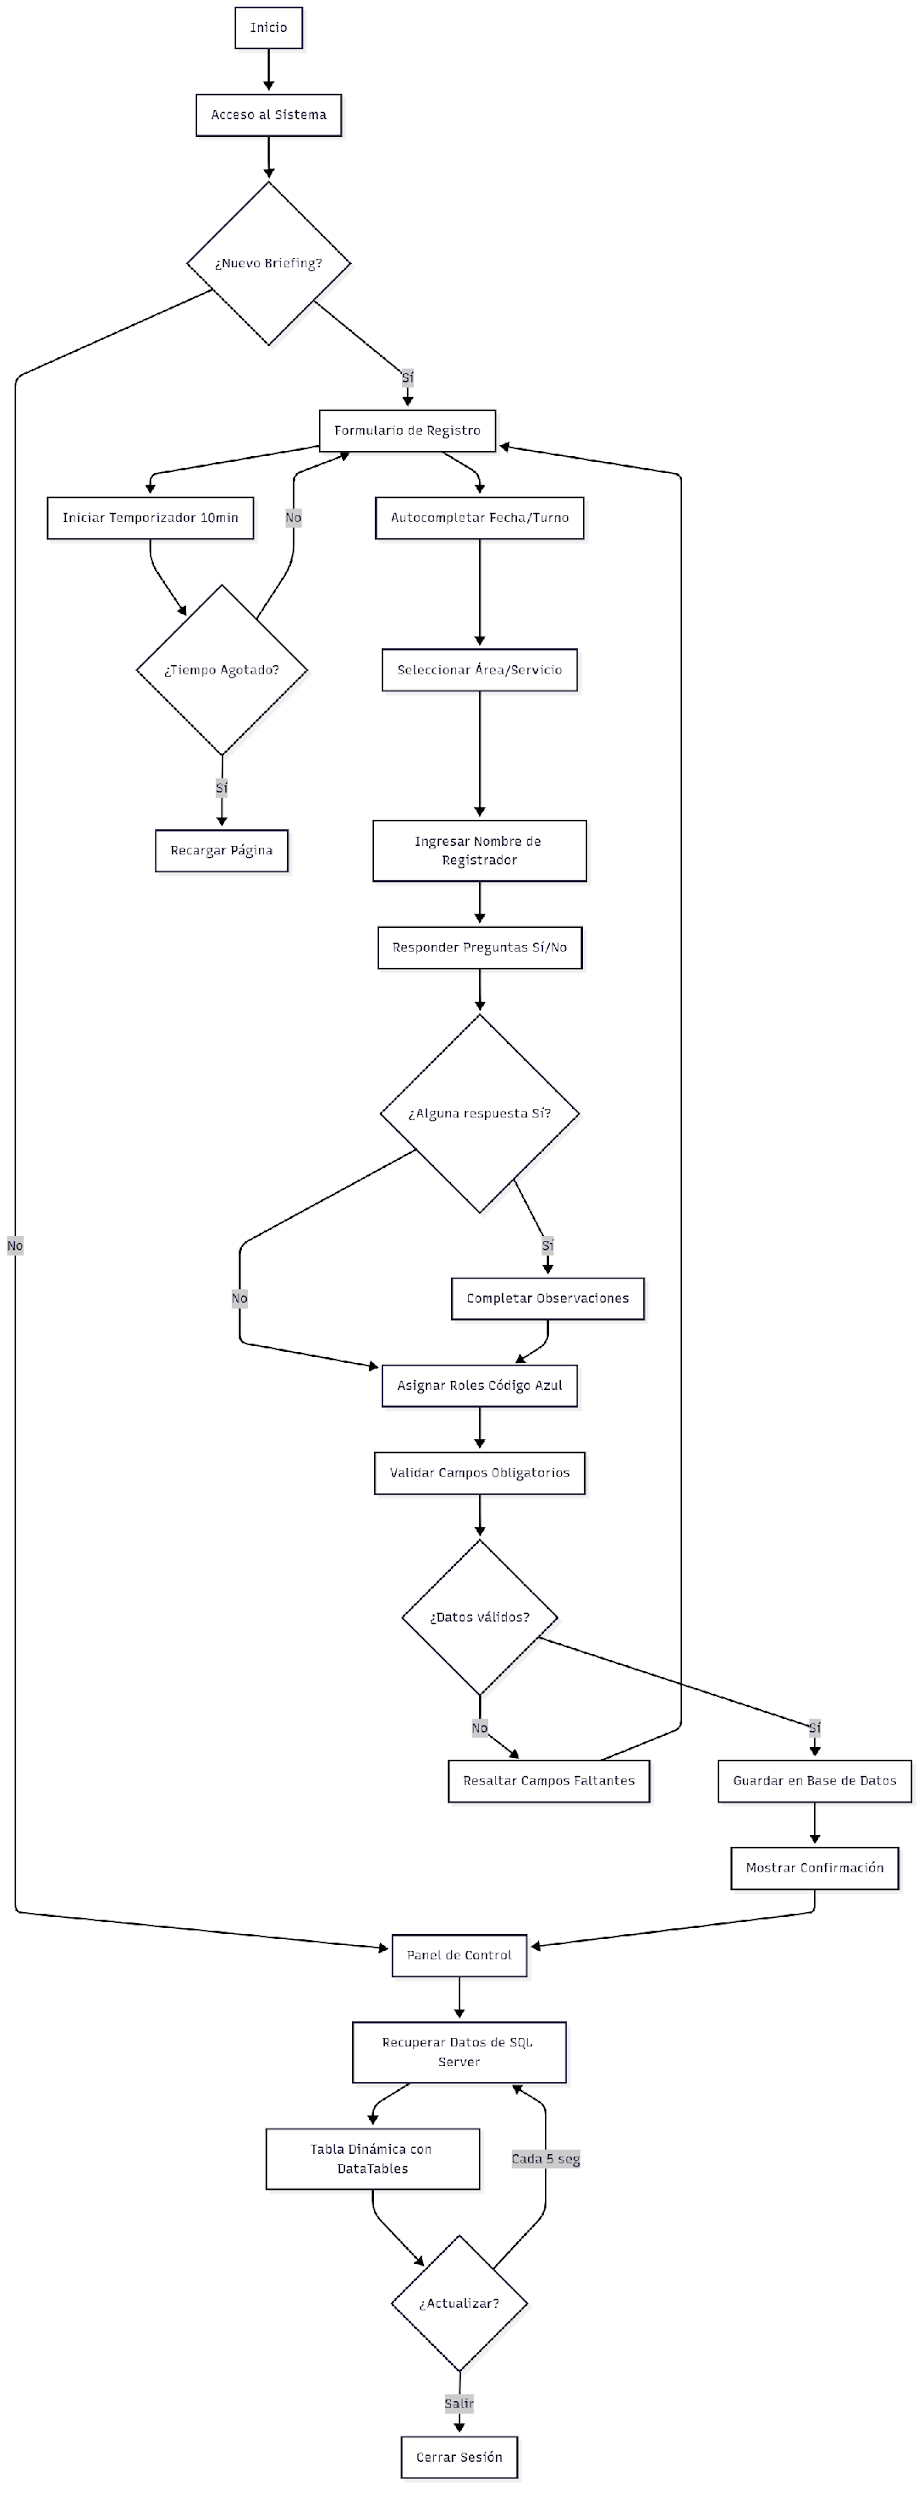 Inicio
Acceso al Sistema
¿Nuevo Briefing?
Sí
Formulario de Registro
Iniciar Temporizador 10min
No
Autocompletar Fecha/Turno
¿Tiempo Agotado?
Seleccionar Área/Servicio
Sí
Recargar Página
Ingresar Nombre de
Registrador
Responder Preguntas Sí/No
¿Alguna respuesta Sí?
No
Sí
No
Completar Observaciones
Asignar Roles Código Azul
Validar Campos Obligatorios
¿Datos válidos?
No
Sí
Resaltar Campos Faltantes
Guardar en Base de Datos
Mostrar Confirmación
Panel de Control
Recuperar Datos de SQL
Server
Tabla Dinámica con
DataTables
Cada 5 seg
¿Actualizar?
Salir
Cerrar Sesión